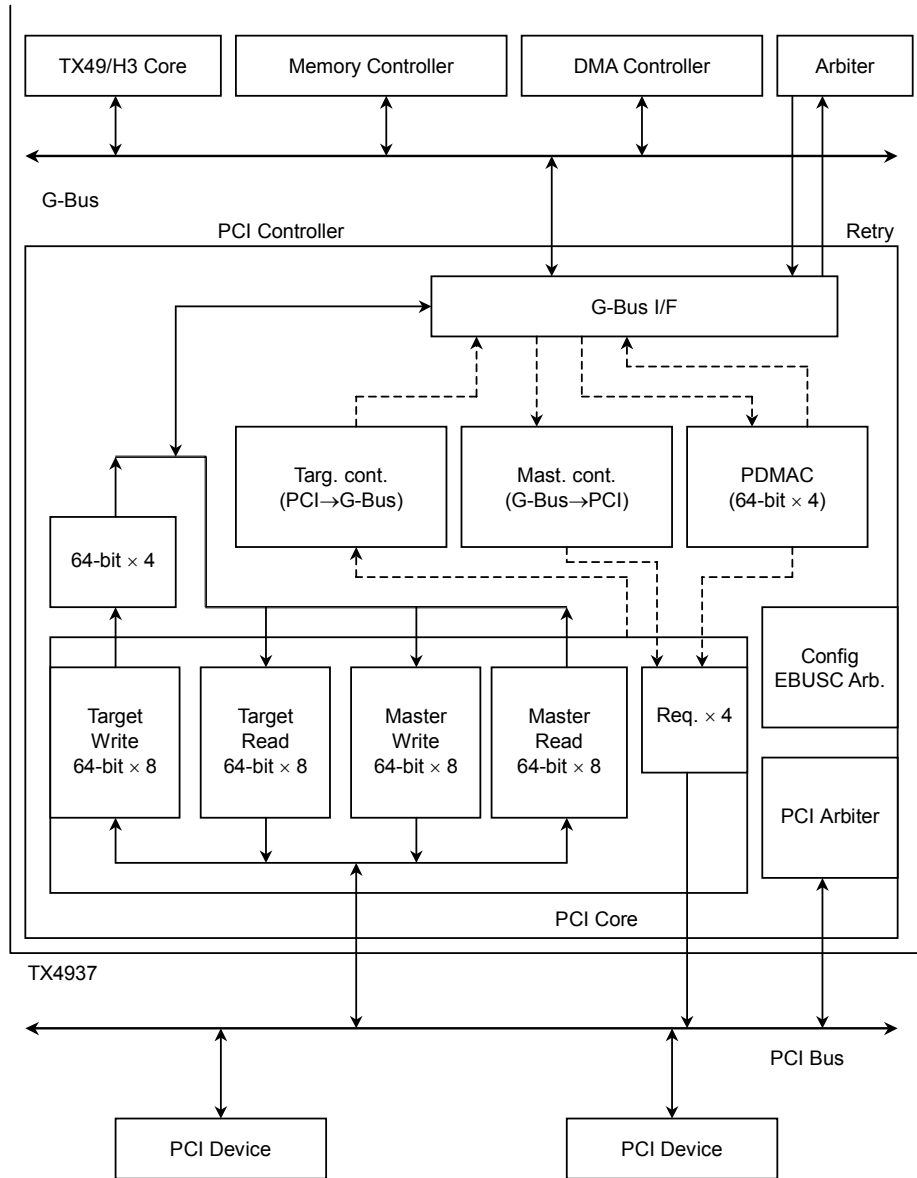 TX49/H3 Core
Memory Controller
DMA Controller
Arbiter
G-Bus
PCI Controller
Retry
G-Bus I/F
Targ. cont.
(PCI→G-Bus)
Mast. cont.
(G-Bus→PCI)
PDMAC
(64-bit × 4)
64-bit × 4
Target
Write
64-bit × 8
Target
Read
64-bit × 8
Master
Write
64-bit × 8
Master
Read
64-bit × 8
Req. × 4
Config
EBUSC Arb.
PCI Arbiter
PCI Core
TX4937
PCI Bus
PCI Device
PCI Device